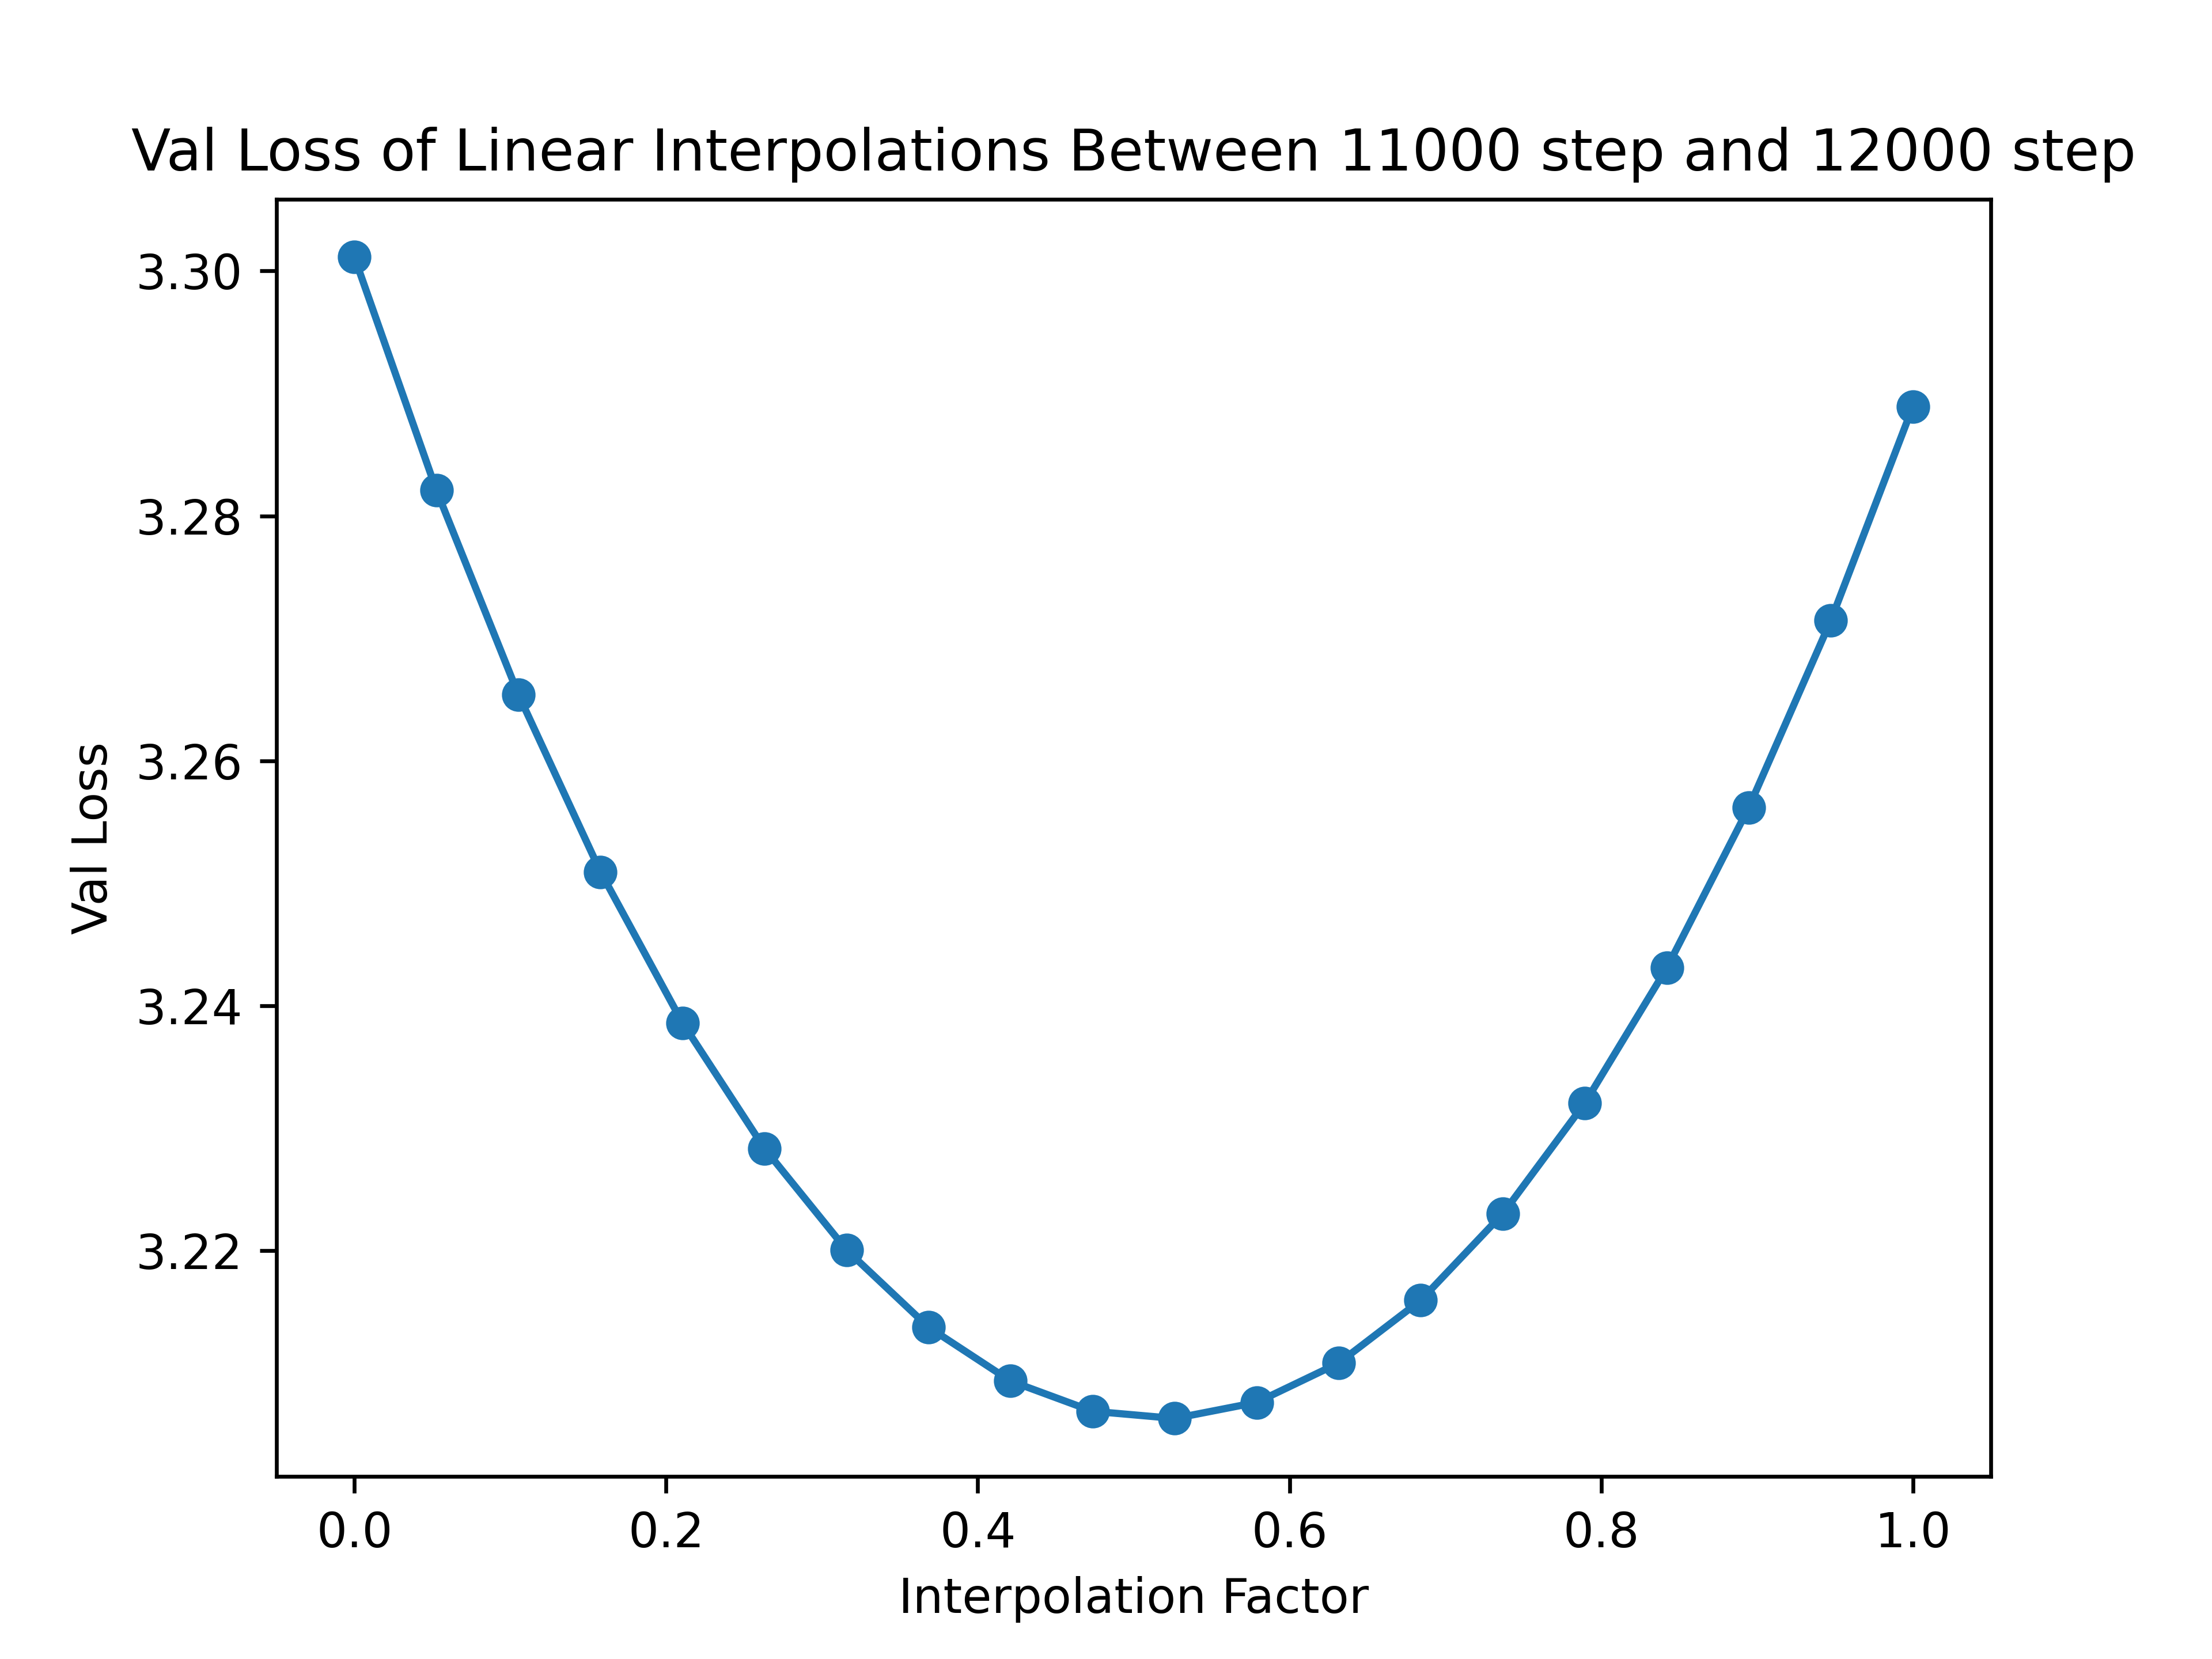 Val Loss of Linear Interpolations Between 11000 step and 12000 step
3.30
3.28
3.26
3.24
3.22
Val Loss
0.0 0.2 0.4 0.6 0.8 1.0
Interpolation Factor